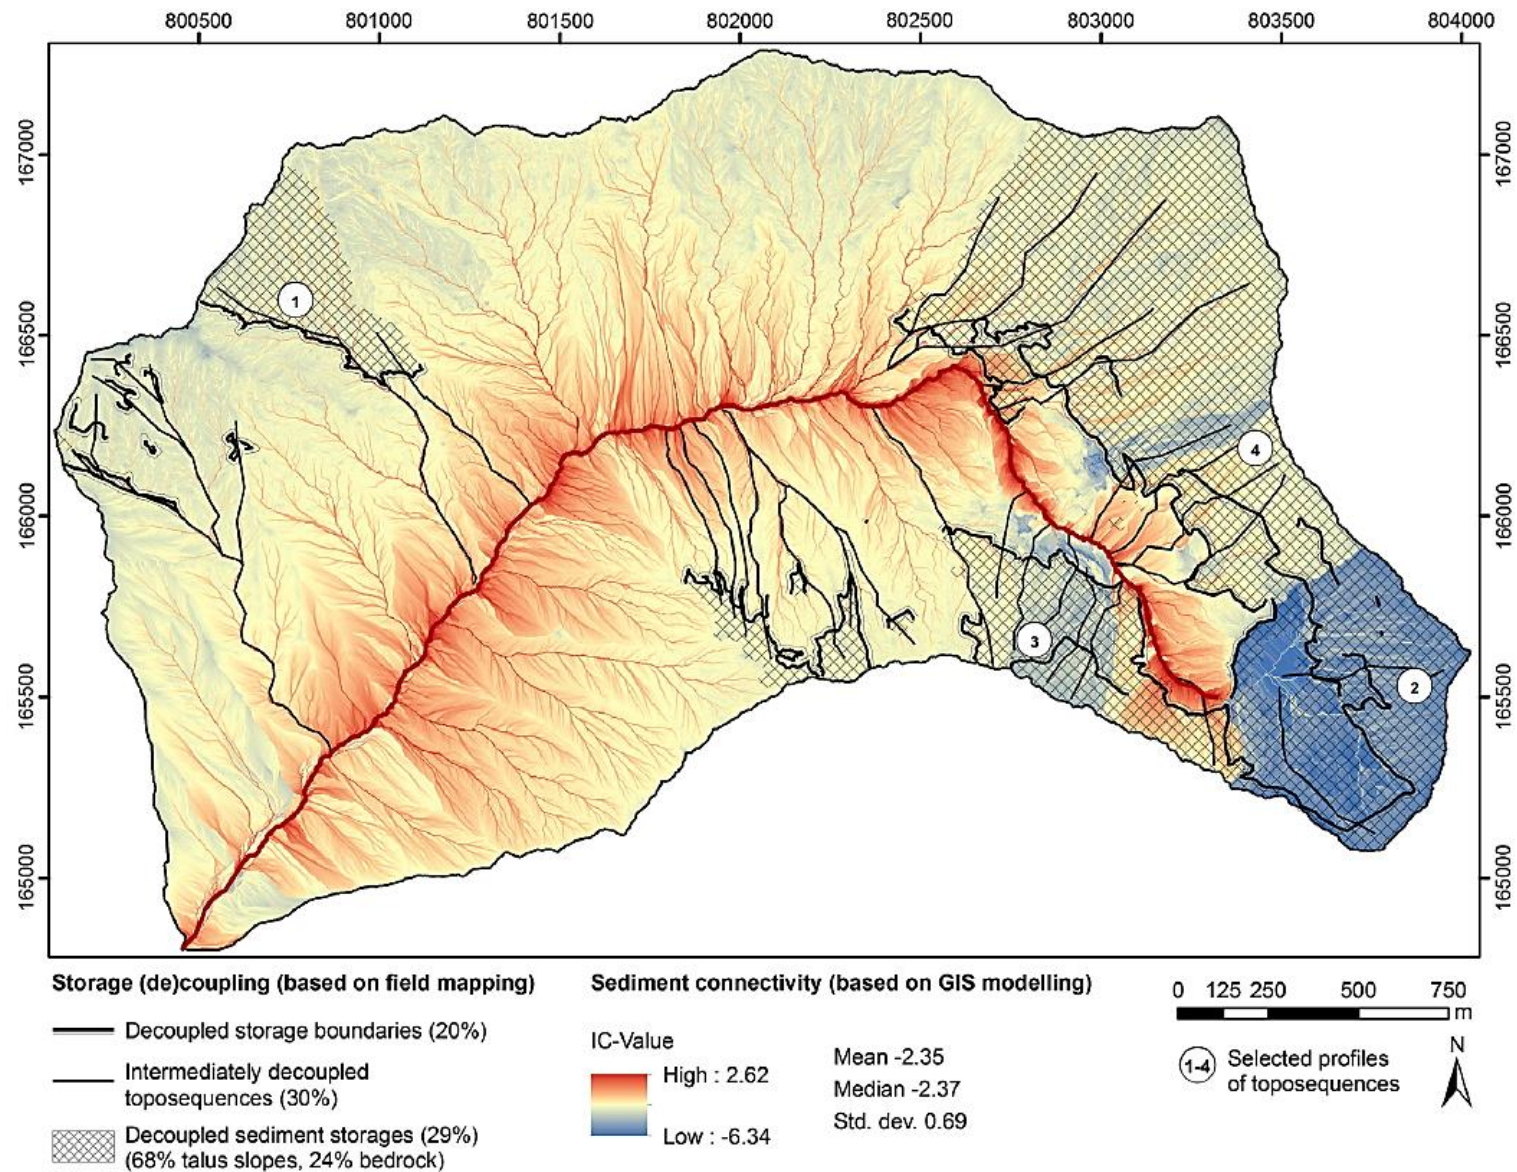 800500 801000 801500 802000 802500 803000 803500 804000
167000
166500
166000
165500
165000
167000
166500
166000
165500
165000
1
4
3
2
Storage (de)coupling (based on field mapping)
Decoupled storage boundaries (20%)
Intermediately decoupled
toposequences (30%)
Decoupled sediment storages (29%)
(68% talus slopes, 24% bedrock)
Sediment connectivity (based on GIS modelling)
IC-Value
High : 2.62
Low : -6.34
Mean -2.35
Median -2.37
Std. dev. 0.69
0 125 250 500 750
m
1-4 Selected profiles
of toposequences
N